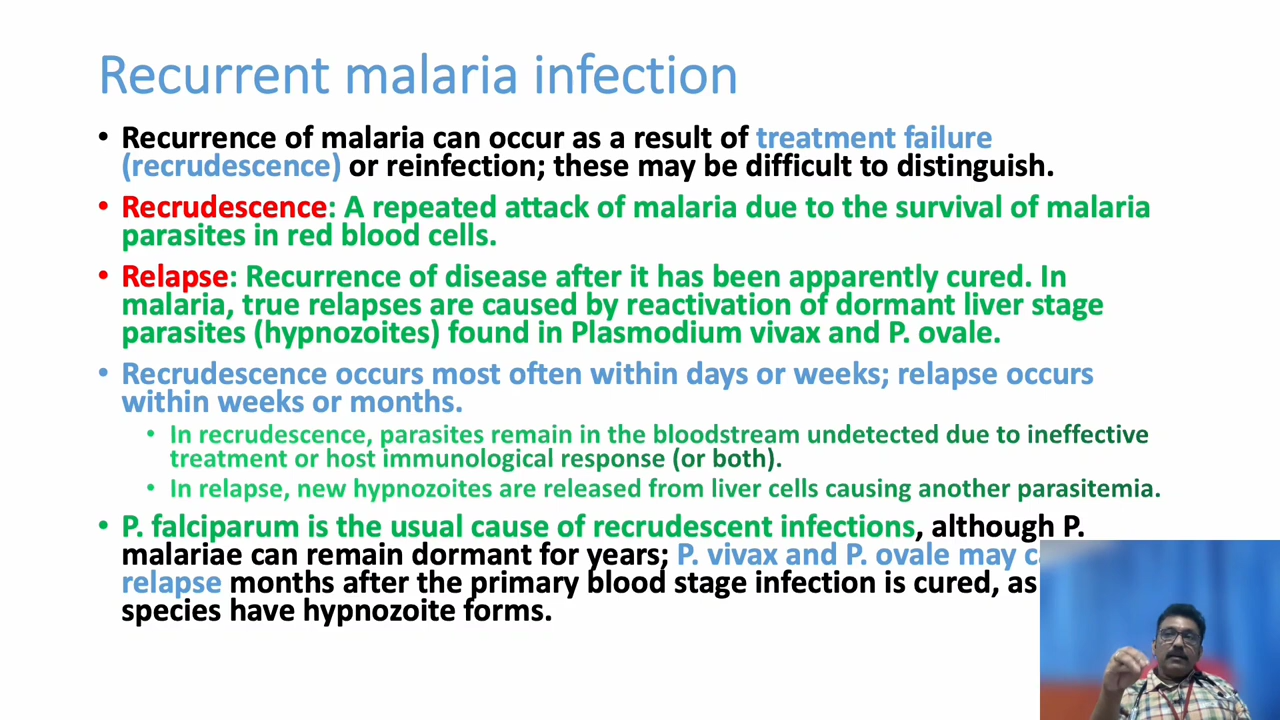 Recurrent malaria infection
• Recurrence of malaria can occur as a result of treatment failure
(recrudescence) or reinfection; these may be difficult to distinguish.
• Recrudescence: A repeated attack of malaria due to the survival of malaria
parasites in red blood cells.
• Relapse: Recurrence of disease after it has been apparently cured. In
malaria, true relapses are caused by reactivation of dormant liver stage
parasites (hypnozoites) found in Plasmodium vivax and P. ovale.
• Recrudescence occurs most often within days or weeks; relapse occurs
within weeks or months.
• In recrudescence, parasites remain in the bloodstream undetected due to ineffective
treatment or host immunological response (or both).
• In relapse, new hypnozoites are released from liver cells causing another parasitemia.
• P. falciparum is the usual cause of recrudescent infections, although P.
malariae can remain dormant for years; P. vivax and P. ovale may
relapse months after the primary blood stage infection is cured, as
species have hypnozoite forms.